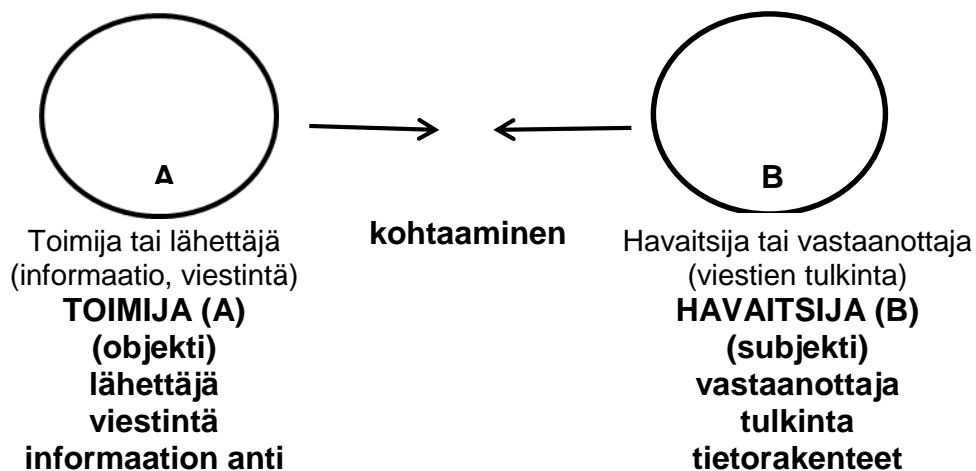 A
B
kohtaaminen
Toimija tai lähettäjä
(informaatio, viestintä)
TOIMIJA (A)
(objekti)
lähettäjä
viestintä
informaation anti
Havaitsija tai vastaanottaja
(viestien tulkinta)
HAVAITSIJA (B)
(subjekti)
vastaanottaja
tulkinta
tietorakenteet